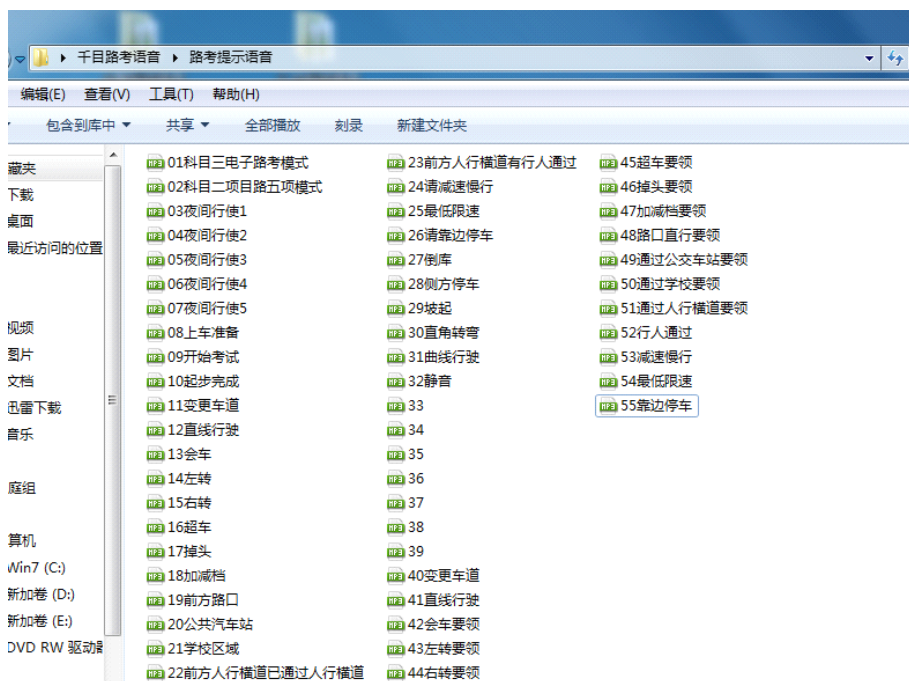 千目路考语音 路考提示语音
编辑(E) 查看(V) 工具(T) 帮助(H)
包含到库中 共享 全部播放 刻录 新建文件夹
藏夹
下载
桌面
最近访问的位置
视频
图片
文档
迅雷下载
音乐
庭组
算机
Win7 (C:)
新加卷 (D:)
新加卷 (E:)
DVD RW 驱动器
01科目三电子路考模式
02科目二项目路五项模式
03夜间行使1
04夜间行使2
05夜间行使3
06夜间行使4
07夜间行使5
08上车准备
09开始考试
10起步完成
11变更车道
12直线行驶
13会车
14左转
15右转
16超车
17掉头
18加减档
19前方路口
20公共汽车站
21学校区域
22前方人行横道已通过人行横道
23前方人行横道有行人通过
24请减速慢行
25最低限速
26请靠边停车
27倒库
28侧方停车
29坡起
30直角转弯
31曲线行驶
32静音
33
34
35
36
37
38
39
40变更车道
41直线行驶
42会车要领
43左转要领
44右转要领
45超车要领
46掉头要领
47加减档要领
48路口直行要领
49通过公交车站要领
50通过学校要领
51通过人行横道要领
52行人通过
53减速慢行
54最低限速
55靠边停车